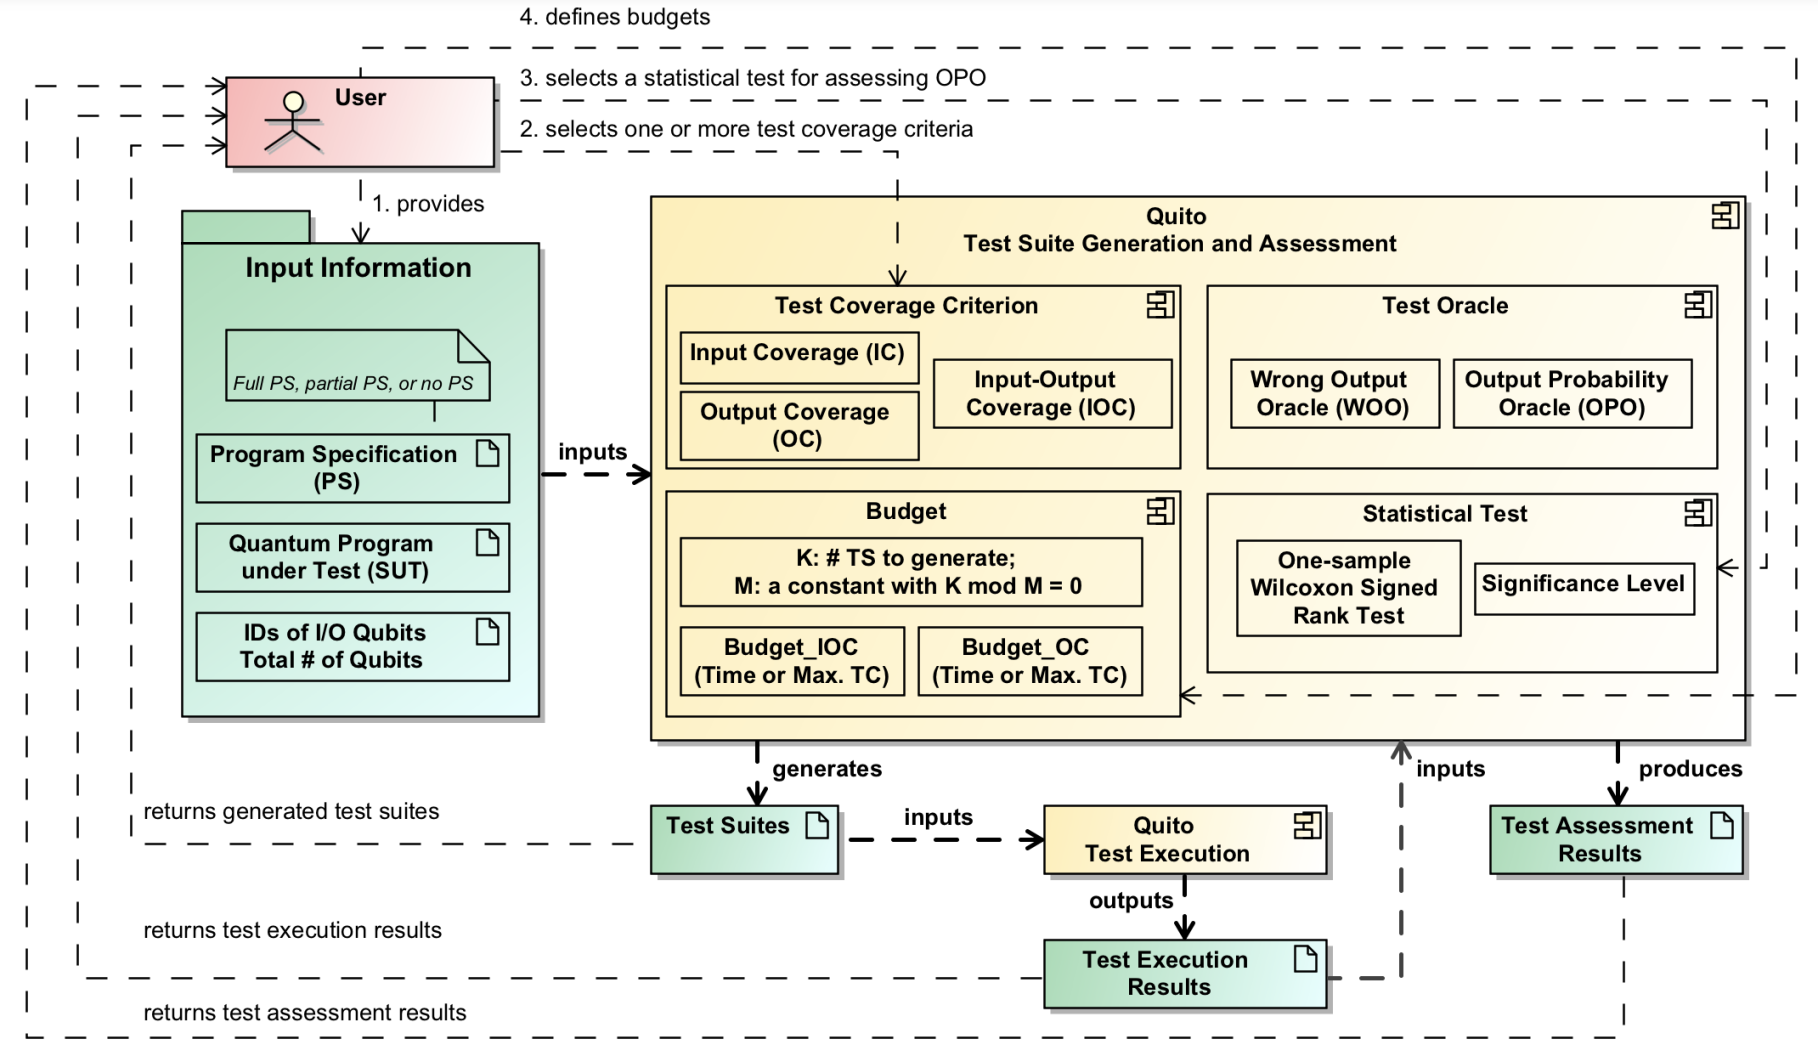 4. defines budgets
User
3. selects a statistical test for assessing OPO
2. selects one or more test coverage criteria
1. provides
Input Information
Full PS, partial PS, or no PS
Program Specification
(PS)
Quantum Program
under Test (SUT)
IDs of I/O Qubits
Total # of Qubits
inputs
Quito
Test Suite Generation and Assessment
Test Coverage Criterion
Input Coverage (IC)
Output Coverage
(OC)
Input-Output
Coverage (IOC)
Test Oracle
Wrong Output
Oracle (WOO)
Output Probability
Oracle (OPO)
Budget
K: # TS to generate;
M: a constant with K mod M = 0
Budget_IOC
(Time or Max. TC)
Budget_OC
(Time or Max. TC)
Statistical Test
One-sample
Wilcoxon Signed
Rank Test
Significance Level
generates
inputs
produces
returns generated test suites
Test Suites
inputs
Quito
Test Execution
Test Assessment
Results
outputs
returns test execution results
Test Execution
Results
returns test assessment results